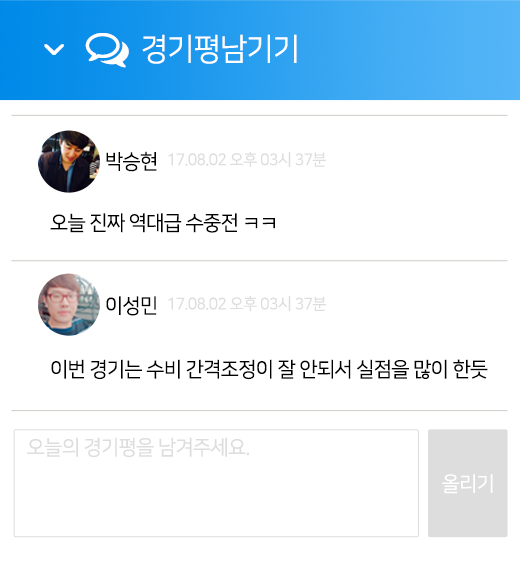 경기평남기기
박승현 17.08.02 오후 03시 37분
오늘 진짜 역대급 수중전 ㅋㅋ
이성민 17.08.02 오후 03시 37분
이번 경기는 수비 간격조정이 잘 안되서 실점을 많이 한듯
오늘의 경기평을 남겨주세요.
올리기